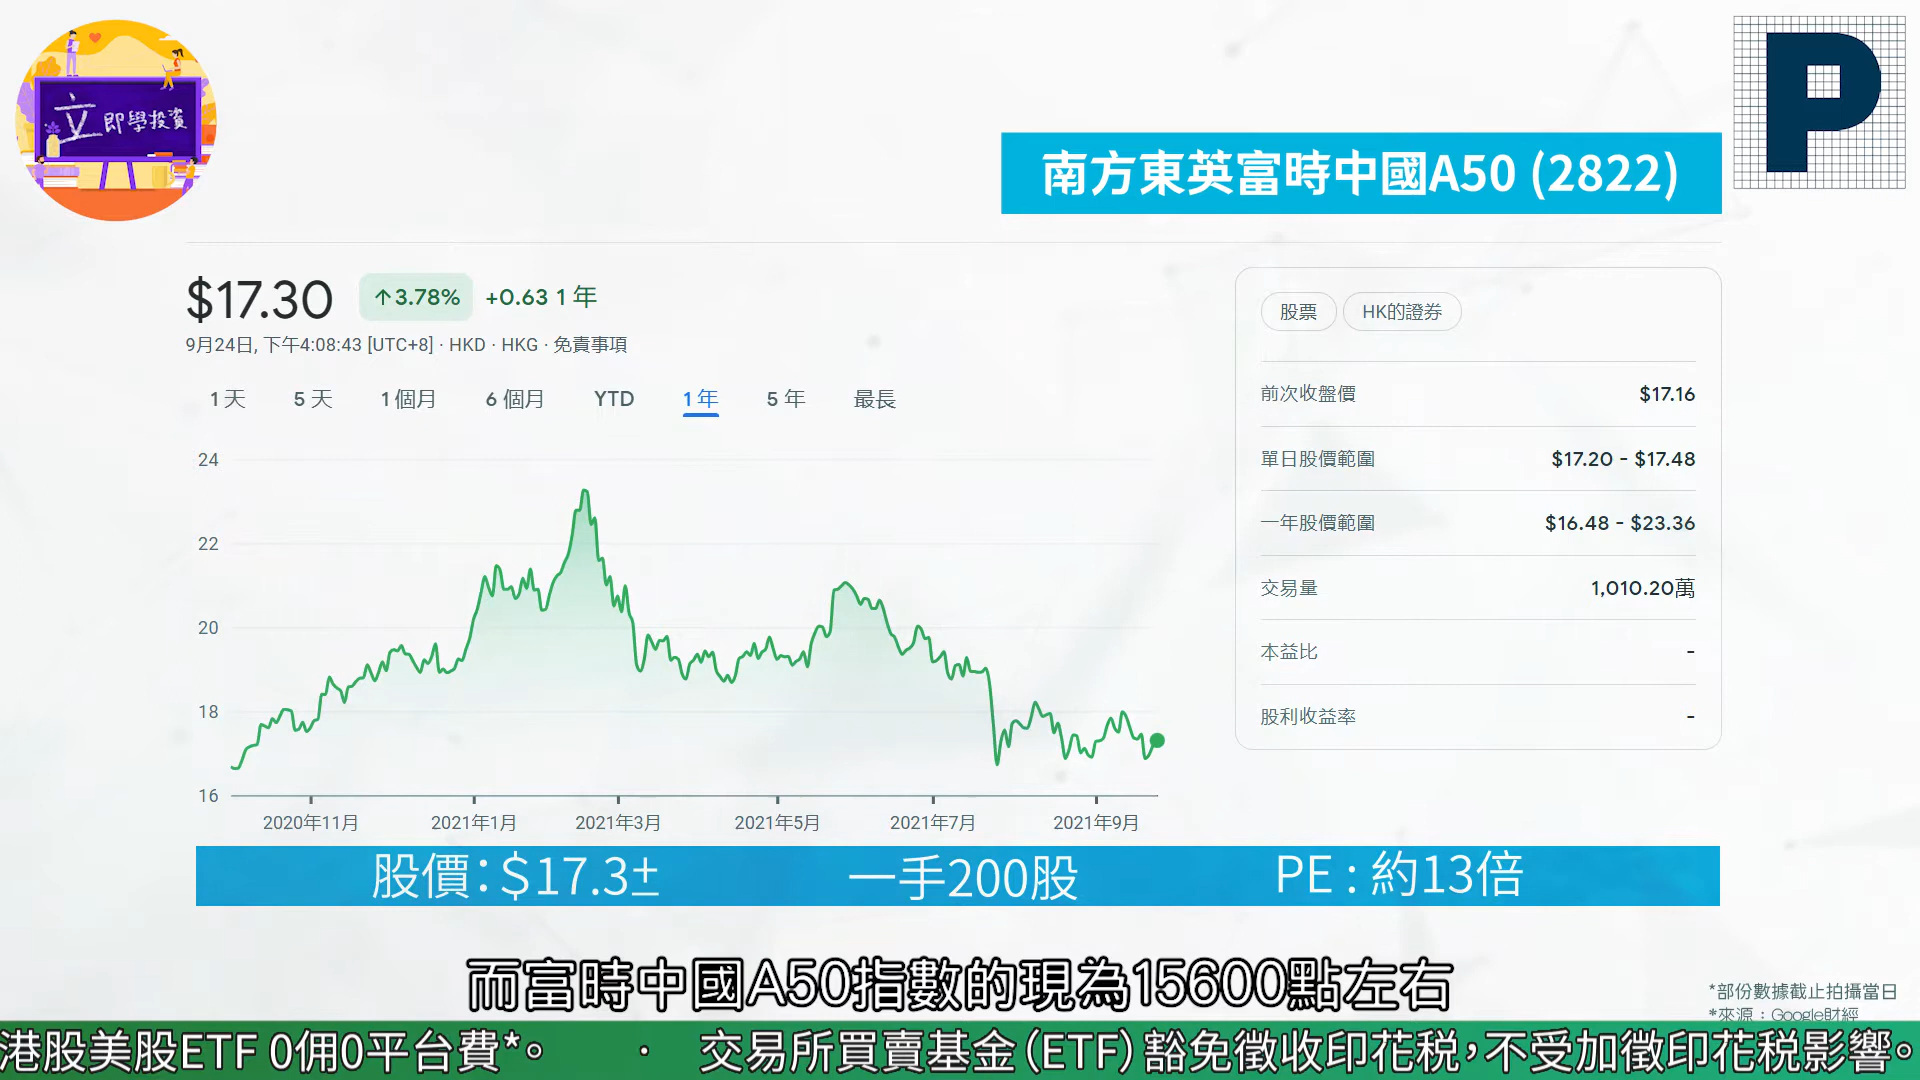 立即學投資
P
南方東英富時中國A50 (2822)
$17.30 ↑3.78% +0.63 1 年
9月24日, 下午4:08:43 [UTC+8] · HKD · HKG · 免責事項
1 天 5 天 1 個月 6 個月 YTD 1 年 5 年 最長
24
22
20
18
16
2020年11月 2021年1月 2021年3月 2021年5月 2021年7月 2021年9月
股票 HK的證券
前次收盤價 $17.16
單日股價範圍 $17.20 - $17.48
一年股價範圍 $16.48 - $23.36
交易量 1,010.20萬
本益比 -
股利收益率 -
股價：$17.3± 一手200股 PE : 約13倍
而富時中國A50指數的現為15600點左右
*部份數據截止拍攝當日
*來源：Google財經
港股美股ETF 0佣0平台費*。 · 交易所買賣基金（ETF）豁免徵收印花稅，不受加徵印花稅影響。